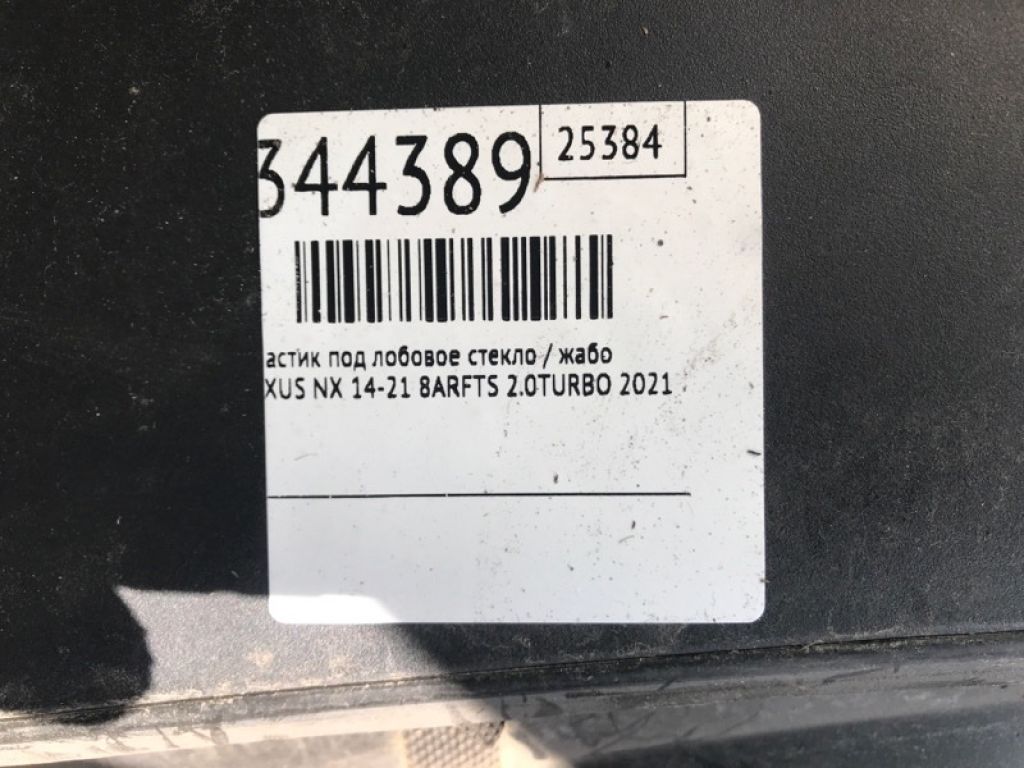 344389
25384
астик под лобовое стекло / жабо
XUS NX 14-21 8ARFTS 2.0TURBO 2021